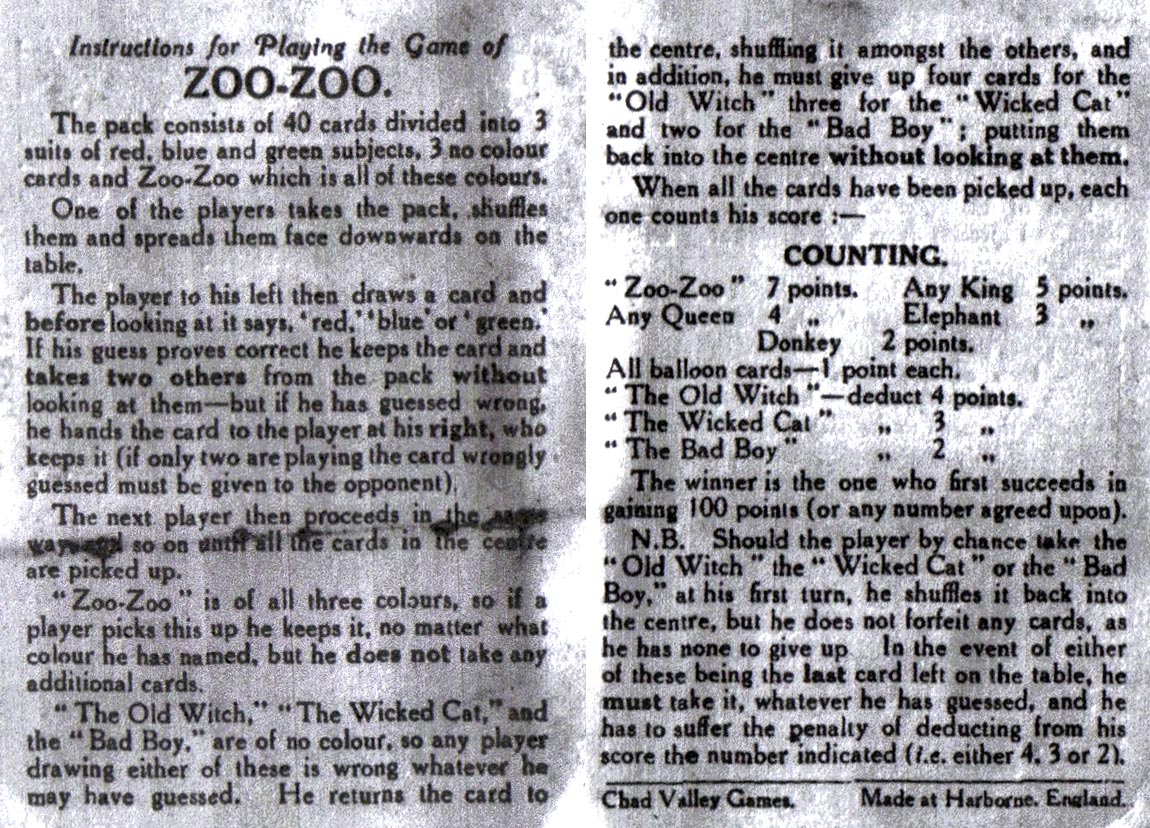 Instructions for Playing the Game of
ZOO-ZOO.
The pack consists of 40 cards divided into 3
suits of red, blue and green subjects, 3 no colour
cards and Zoo-Zoo which is all of these colours.
One of the players takes the pack, shuffles
them and spreads them face downwards on the
table.
The player to his left then draws a card and
before looking at it says, 'red,' 'blue' or 'green.'
If his guess proves correct he keeps the card and
takes two others from the pack without
looking at them—but if he has guessed wrong,
he hands the card to the player at his right, who
keeps it (if only two are playing the card wrongly
guessed must be given to the opponent).
The next player then proceeds in the
so on until all the cards in the centre
are picked up.
"Zoo-Zoo" is of all three colours, so if a
player picks this up he keeps it, no matter what
colour he has named, but he does not take any
additional cards.
"The Old Witch," "The Wicked Cat," and
the "Bad Boy," are of no colour, so any player
drawing either of these is wrong whatever he
may have guessed. He returns the card to
the centre, shuffling it amongst the others, and
in addition, he must give up four cards for the
"Old Witch" three for the "Wicked Cat"
and two for the "Bad Boy"; putting them
back into the centre without looking at them.
When all the cards have been picked up, each
one counts his score :—
COUNTING.
"Zoo-Zoo" 7 points. Any King 5 points.
Any Queen 4 „ Elephant 3 „
Donkey 2 points.
All balloon cards—1 point each.
"The Old Witch"—deduct 4 points.
"The Wicked Cat" „ 3 „
"The Bad Boy" „ 2 „
The winner is the one who first succeeds in
gaining 100 points (or any number agreed upon).
N.B. Should the player by chance take the
"Old Witch" the "Wicked Cat" or the "Bad
Boy," at his first turn, he shuffles it back into
the centre, but he does not forfeit any cards, as
he has none to give up In the event of either
of these being the last card left on the table, he
must take it, whatever he has guessed, and he
has to suffer the penalty of deducting from his
score the number indicated (i.e. either 4, 3 or 2).
Chad Valley Games. Made at Harborne, England.